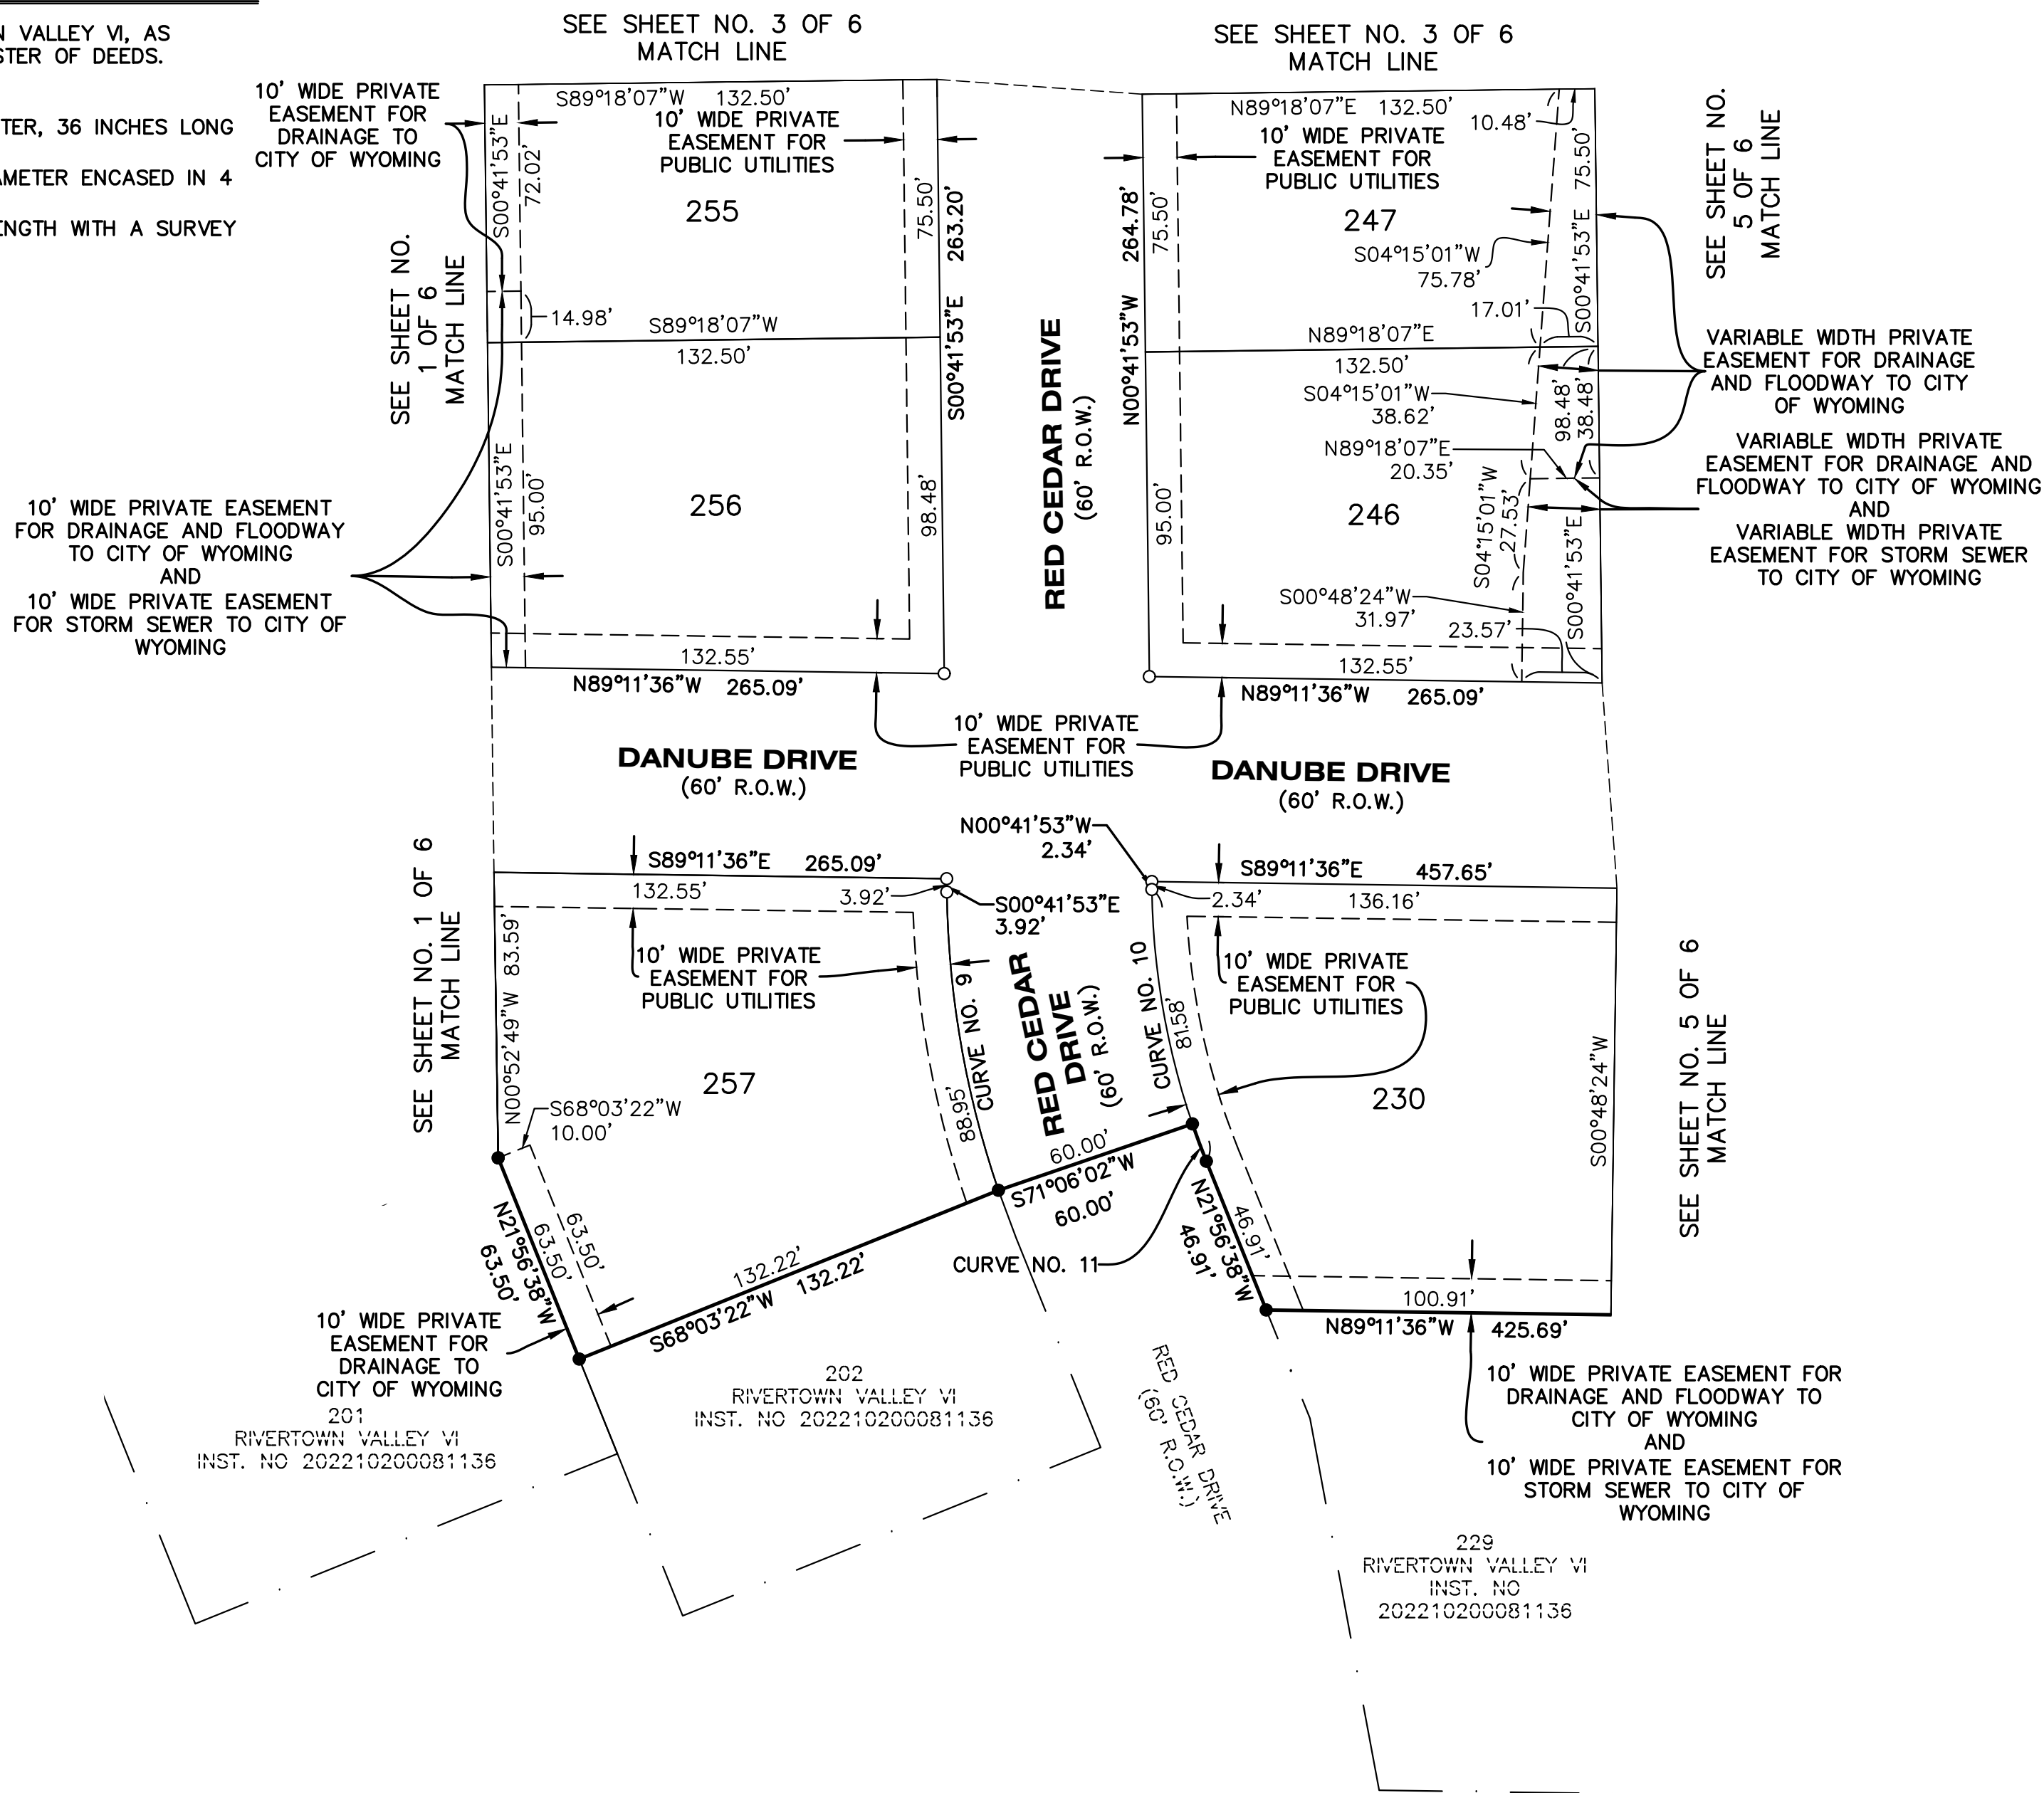 N VALLEY VI, AS
STER OF DEEDS.
TER, 36 INCHES LONG
AMETER ENCASED IN 4
ENGTH WITH A SURVEY
SEE SHEET NO. 3 OF 6
MATCH LINE
SEE SHEET NO. 3 OF 6
MATCH LINE
10' WIDE PRIVATE
EASEMENT FOR
DRAINAGE TO
CITY OF WYOMING
S89°18'07"W 132.50'
10' WIDE PRIVATE
EASEMENT FOR
PUBLIC UTILITIES
S00°41'53"E
72.02'
255
75.50'
263.20'
S00°41'53"E
14.98'
S89°18'07"W
132.50'
SEE SHEET NO.
1 OF 6
MATCH LINE
N89°18'07"E 132.50'
10.48'
10' WIDE PRIVATE
EASEMENT FOR
PUBLIC UTILITIES
264.78'
N00°41'53"W
75.50'
247
S04°15'01"W
75.78'
17.01'
S00°41'53"E 75.50'
N89°18'07"E
132.50'
SEE SHEET NO.
5 OF 6
MATCH LINE
VARIABLE WIDTH PRIVATE
EASEMENT FOR DRAINAGE
AND FLOODWAY TO CITY
OF WYOMING
VARIABLE WIDTH PRIVATE
EASEMENT FOR DRAINAGE AND
FLOODWAY TO CITY OF WYOMING
AND
VARIABLE WIDTH PRIVATE
EASEMENT FOR STORM SEWER
TO CITY OF WYOMING
RED CEDAR DRIVE
(60' R.O.W.)
10' WIDE PRIVATE EASEMENT
FOR DRAINAGE AND FLOODWAY
TO CITY OF WYOMING
AND
10' WIDE PRIVATE EASEMENT
FOR STORM SEWER TO CITY OF
WYOMING
S00°41'53"E
95.00'
256
98.48'
132.55'
N89°11'36"W 265.09'
95.00'
S04°15'01"W
38.62'
98.48'
38.48'
N89°18'07"E
20.35'
246
S04°15'01"W
27.53'
S00°41'53"E
S00°48'24"W
31.97'
23.57'
132.55'
N89°11'36"W 265.09'
10' WIDE PRIVATE
EASEMENT FOR
PUBLIC UTILITIES
DANUBE DRIVE
(60' R.O.W.)
DANUBE DRIVE
(60' R.O.W.)
N00°41'53"W
2.34'
SEE SHEET NO. 1 OF 6
MATCH LINE
S89°11'36"E 265.09'
132.55'
3.92'
S00°41'53"E
3.92'
S89°11'36"E 457.65'
2.34'
136.16'
N00°52'49"W 83.59'
10' WIDE PRIVATE
EASEMENT FOR
PUBLIC UTILITIES
257
88.95'
CURVE NO. 9
RED CEDAR
DRIVE
(60' R.O.W.)
CURVE NO. 10
81.58'
10' WIDE PRIVATE
EASEMENT FOR
PUBLIC UTILITIES
230
S00°48'24"W
SEE SHEET NO. 5 OF 6
MATCH LINE
S68°03'22"W
10.00'
60.00'
S71°06'02"W
60.00'
N21°56'38"W
63.50'
63.50'
63.50'
132.22'
S68°03'22"W 132.22'
CURVE NO. 11
N21°56'38"W
46.91'
46.91'
100.91'
N89°11'36"W 425.69'
10' WIDE PRIVATE
EASEMENT FOR
DRAINAGE TO
CITY OF WYOMING
10' WIDE PRIVATE EASEMENT FOR
DRAINAGE AND FLOODWAY TO
CITY OF WYOMING
AND
10' WIDE PRIVATE EASEMENT FOR
STORM SEWER TO CITY OF
WYOMING
201
RIVERTOWN VALLEY VI
INST. NO 202210200081136
202
RIVERTOWN VALLEY VI
INST. NO 202210200081136
RED CEDAR DRIVE
(60' R.O.W.)
229
RIVERTOWN VALLEY VI
INST. NO
202210200081136